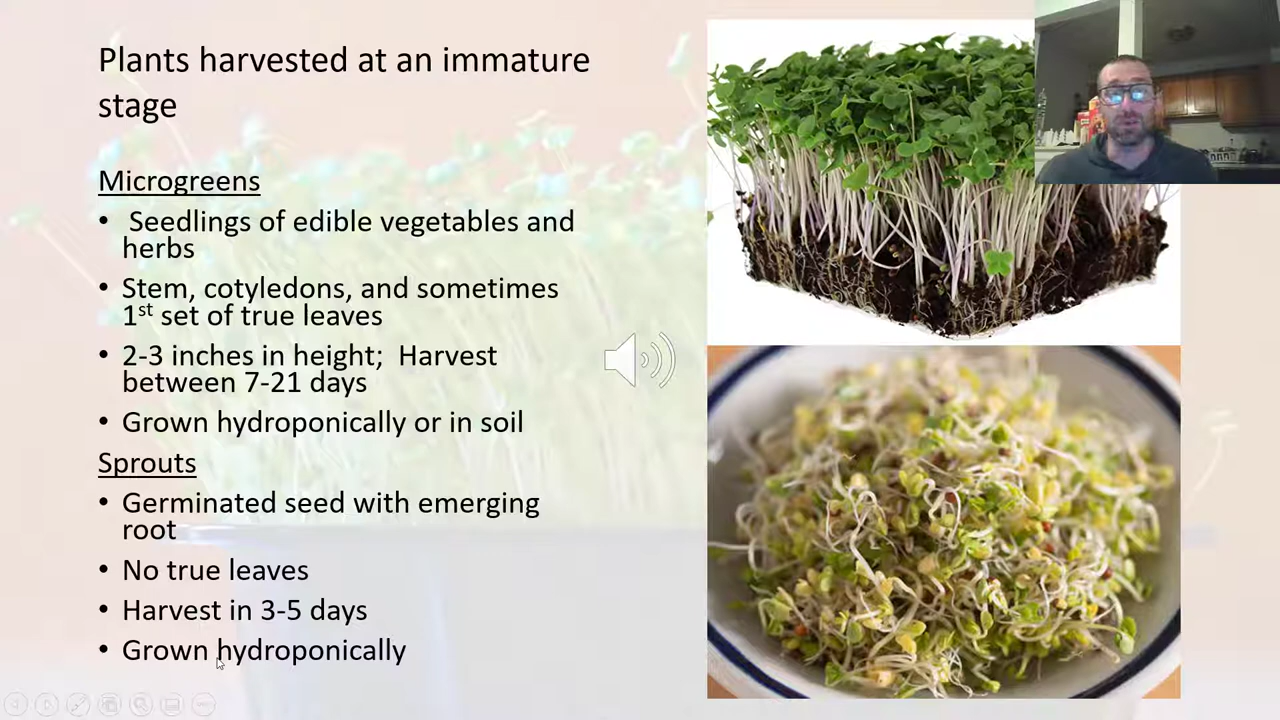 Plants harvested at an immature
stage
Microgreens
• Seedlings of edible vegetables and
herbs
• Stem, cotyledons, and sometimes
1st set of true leaves
• 2-3 inches in height; Harvest
between 7-21 days
• Grown hydroponically or in soil
Sprouts
• Germinated seed with emerging
root
• No true leaves
• Harvest in 3-5 days
• Grown hydroponically